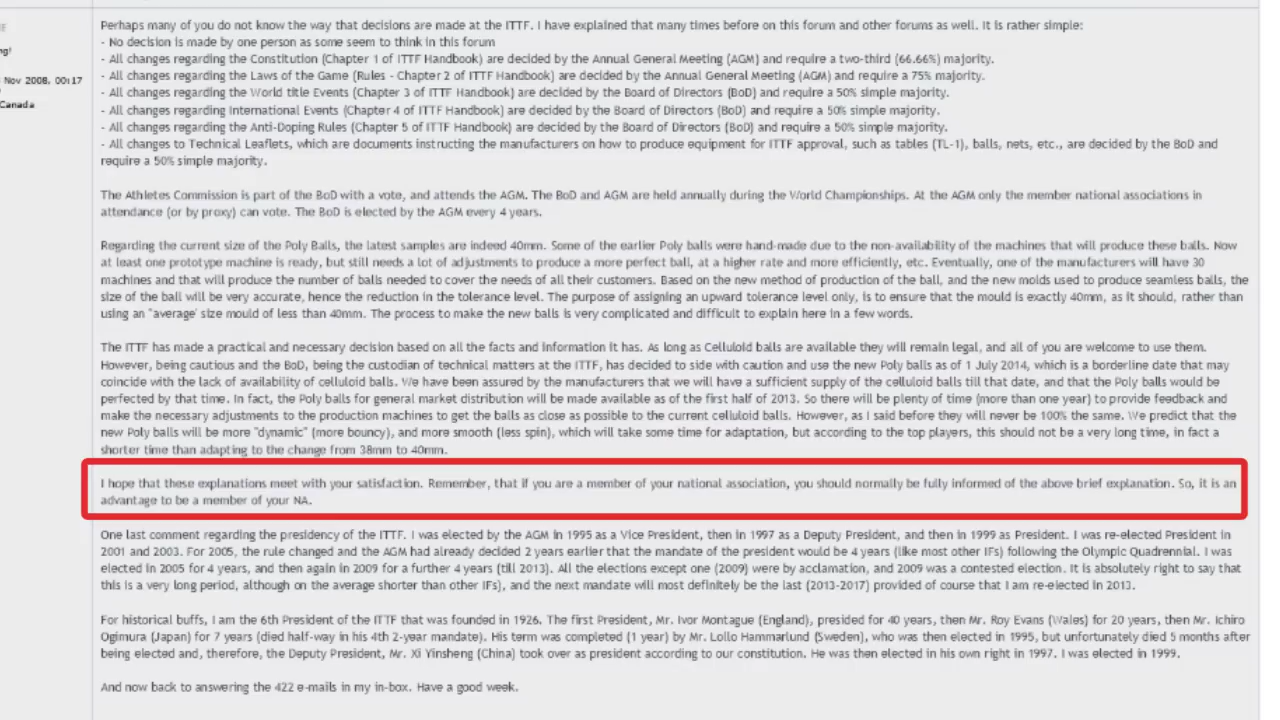 Perhaps many of you do not know the way that decisions are made at the ITTF. I have explained that many times before on this forum and other forums as well. It is rather simple:
- No decision is made by one person as some seem to think in this forum
- All changes regarding the Constitution (Chapter 1 of ITTF Handbook) are decided by the Annual General Meeting (AGM) and require a two-third (66.66%) majority.
- All changes regarding the Laws of the Game (Rules - Chapter 2 of ITTF Handbook) are decided by the Annual General Meeting (AGM) and require a 75% majority.
- All changes regarding the World title Events (Chapter 3 of ITTF Handbook) are decided by the Board of Directors (BoD) and require a 50% simple majority.
- All changes regarding International Events (Chapter 4 of ITTF Handbook) are decided by the Board of Directors (BoD) and require a 50% simple majority.
- All changes regarding the Anti-Doping Rules (Chapter 5 of ITTF Handbook) are decided by the Board of Directors (BoD) and require a 50% simple majority.
- All changes to Technical Leaflets, which are documents instructing the manufacturers on how to produce equipment for ITTF approval, such as tables (TL-1), balls, nets, etc., are decided by the BoD and
require a 50% simple majority.
Nov 2008, 00:17
Canada
The Athletes Commission is part of the BoD with a vote, and attends the AGM. The BoD and AGM are held annually during the World Championships. At the AGM only the member national associations in
attendance (or by proxy) can vote. The BoD is elected by the AGM every 4 years.
Regarding the current size of the Poly Balls, the latest samples are indeed 40mm. Some of the earlier Poly balls were hand-made due to the non-availability of the machines that will produce these balls. Now
at least one prototype machine is ready, but still needs a lot of adjustments to produce a more perfect ball, at a higher rate and more efficiently, etc. Eventually, one of the manufacturers will have 30
machines and that will produce the number of balls needed to cover the needs of all their customers. Based on the new method of production of the ball, and the new molds used to produce seamless balls, the
size of the ball will be very accurate, hence the reduction in the tolerance level. The purpose of assigning an upward tolerance level only, is to ensure that the mould is exactly 40mm, as it should, rather than
using an "average' size mould of less than 40mm. The process to make the new balls is very complicated and difficult to explain here in a few words.
The ITTF has made a practical and necessary decision based on all the facts and information it has. As long as Celluloid balls are available they will remain legal, and all of you are welcome to use them.
However, being cautious and the BoD, being the custodian of technical matters at the ITTF, has decided to side with caution and use the new Poly balls as of 1 July 2014, which is a borderline date that may
coincide with the lack of availability of celluloid balls. We have been assured by the manufacturers that we will have a sufficient supply of the celluloid balls till that date, and that the Poly balls would be
perfected by that time. In fact, the Poly balls for general market distribution will be made available as of the first half of 2013. So there will be plenty of time (more than one year) to provide feedback and
make the necessary adjustments to the production machines to get the balls as close as possible to the current celluloid balls. However, as I said before they will never be 100% the same. We predict that the
new Poly balls will be more "dynamic" (more bouncy), and more smooth (less spin), which will take some time for adaptation, but according to the top players, this should not be a very long time, in fact a
shorter time than adapting to the change from 38mm to 40mm.
I hope that these explanations meet with your satisfaction. Remember, that if you are a member of your national association, you should normally be fully informed of the above brief explanation. So, it is an
advantage to be a member of your NA.
One last comment regarding the presidency of the ITTF. I was elected by the AGM in 1995 as a Vice President, then in 1997 as a Deputy President, and then in 1999 as President. I was re-elected President in
2001 and 2003. For 2005, the rule changed and the AGM had already decided 2 years earlier that the mandate of the president would be 4 years (like most other IFs) following the Olympic Quadrennial. I was
elected in 2005 for 4 years, and then again in 2009 for a further 4 years (till 2013). All the elections except one (2009) were by acclamation, and 2009 was a contested election. It is absolutely right to say that
this is a very long period, although on the average shorter than other IFs), and the next mandate will most definitely be the last (2013-2017) provided of course that I am re-elected in 2013.
For historical buffs, I am the 6th President of the ITTF that was founded in 1926. The first President, Mr. Ivor Montague (England), presided for 40 years, then Mr. Roy Evans (Wales) for 20 years, then Mr. Ichiro
Ogimura (Japan) for 7 years (died half-way in his 4th 2-year mandate). His term was completed (1 year) by Mr. Lollo Hammarlund (Sweden), who was then elected in 1995, but unfortunately died 5 months after
being elected and, therefore, the Deputy President, Mr. Xi Yinsheng (China) took over as president according to our constitution. He was then elected in his own right in 1997. I was elected in 1999.
And now back to answering the 422 e-mails in my in-box. Have a good week.